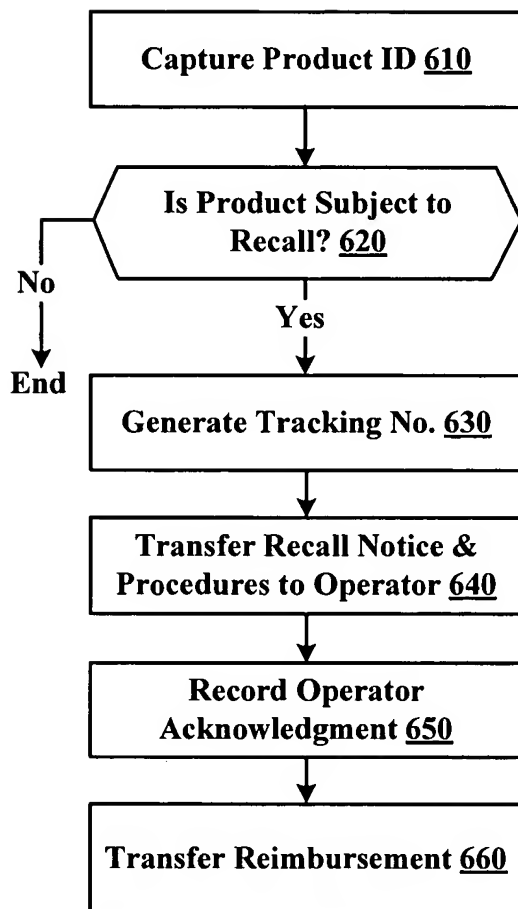 Capture Product ID 610
Is Product Subject to
Recall? 620
No
Yes
End
Generate Tracking No. 630
Transfer Recall Notice &
Procedures to Operator 640
Record Operator
Acknowledgment 650
Transfer Reimbursement 660